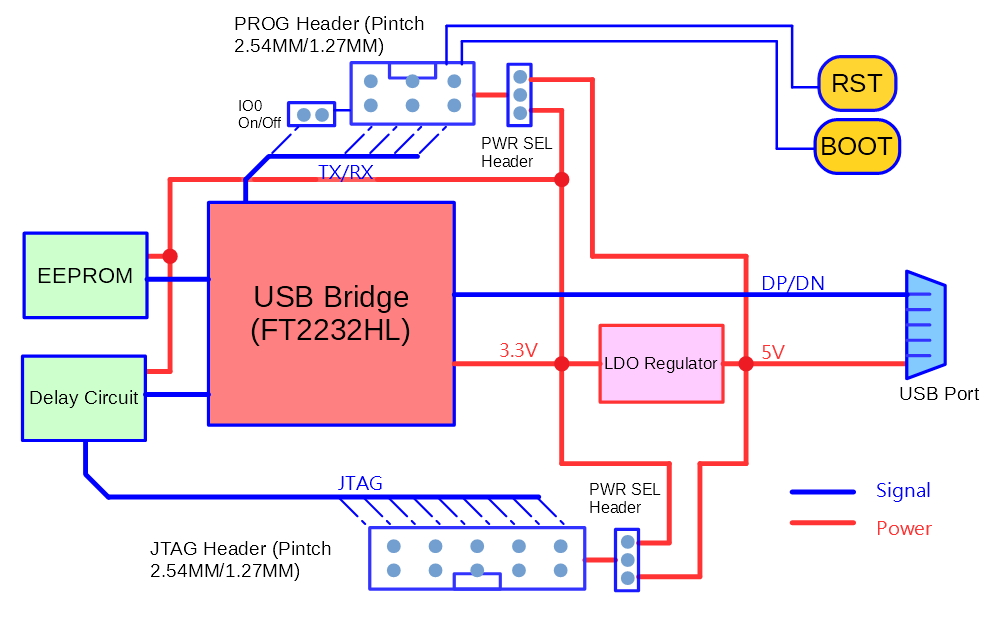 PROG Header (Pintch
2.54MM/1.27MM)
RST
IO0
On/Off
BOOT
PWR SEL
Header
TX/RX
EEPROM
USB Bridge
(FT2232HL)
DP/DN
3.3V
LDO Regulator
5V
USB Port
Delay Circuit
JTAG
PWR SEL
Header
Signal
Power
JTAG Header (Pintch
2.54MM/1.27MM)